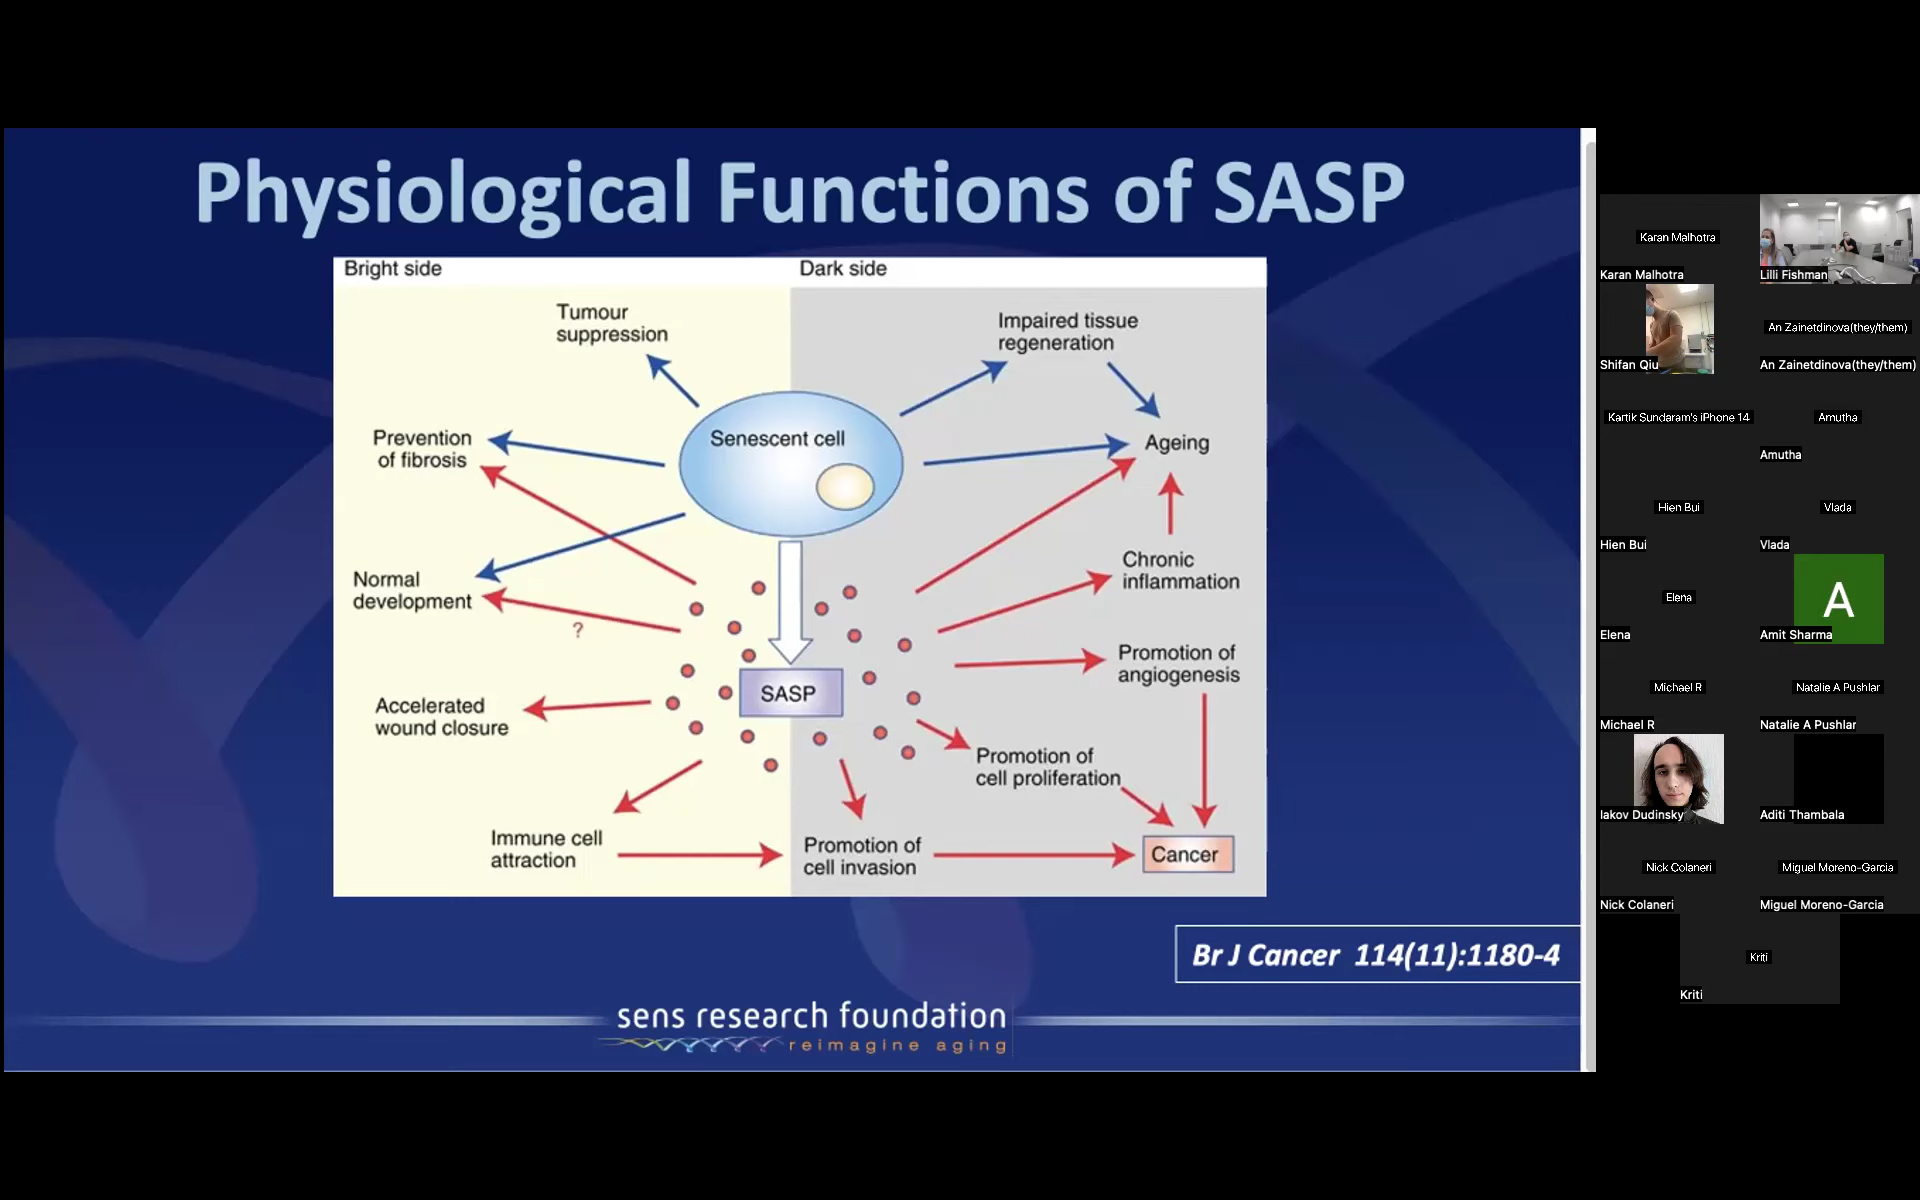 Physiological Functions of SASP
Bright side
Dark side
Tumour
suppression
Impaired tissue
regeneration
Prevention
of fibrosis
Senescent cell
Ageing
Normal
development
?
Chronic
inflammation
Promotion of
angiogenesis
SASP
Accelerated
wound closure
Promotion of
cell proliferation
Immune cell
attraction
Promotion of
cell invasion
Cancer
Br J Cancer 114(11):1180-4
sens research foundation
reimagine aging
Karan Malhotra
Karan Malhotra
Lilli Fishman
An Zainetdinova(they/them)
Shifan Qiu
An Zainetdinova(they/them)
Kartik Sundaram's iPhone 14
Amutha
Amutha
Hien Bui
Vlada
Hien Bui
Vlada
Elena
A
Elena
Amit Sharma
Michael R
Natalie A Pushlar
Michael R
Natalie A Pushlar
Iakov Dudinsky
Aditi Thambala
Nick Colaneri
Miguel Moreno-Garcia
Nick Colaneri
Miguel Moreno-Garcia
Kriti
Kriti